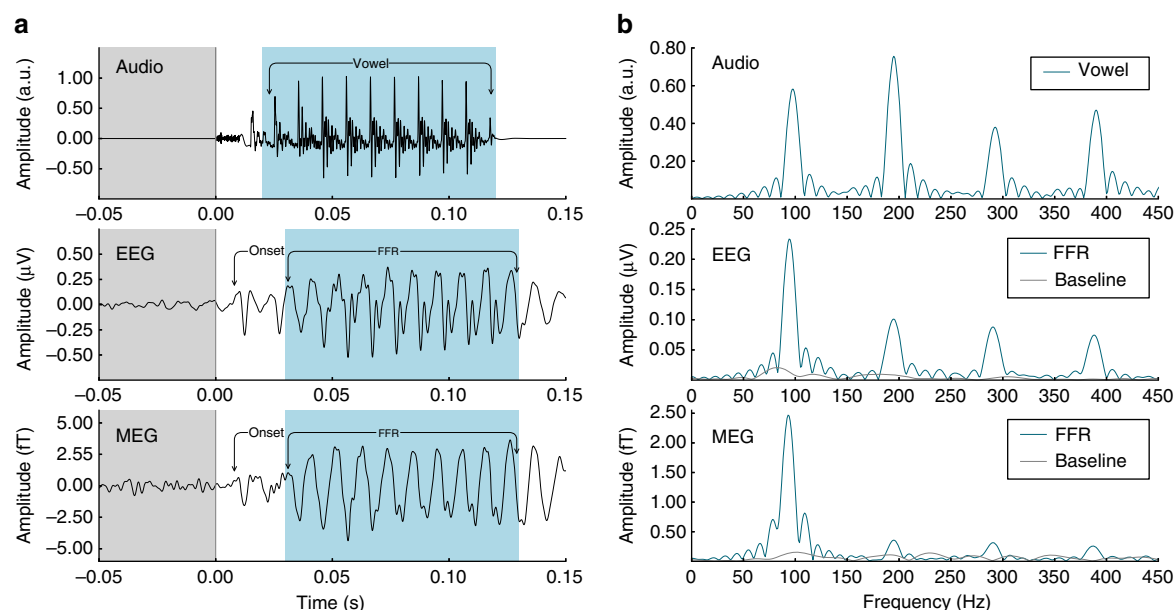 a
Audio
Vowel
Amplitude (a.u.)
1.00
0.50
0.00
−0.50
−0.05 0.00 0.05 0.10 0.15
EEG
Onset
FFR
Amplitude (µV)
0.50
0.25
0.00
−0.25
−0.50
−0.05 0.00 0.05 0.10 0.15
MEG
Onset
FFR
Amplitude (fT)
5.00
2.55
0.00
−2.50
−5.00
−0.05 0.00 0.05 0.10 0.15
Time (s)
b
Audio
Vowel
Amplitude (a.u.)
0.80
0.60
0.40
0.20
0 50 100 150 200 250 300 350 400 450
EEG
FFR
Baseline
Amplitude (µV)
0.25
0.20
0.15
0.10
0.05
0 50 100 150 200 250 300 350 400 450
MEG
FFR
Baseline
Amplitude (fT)
2.50
2.00
1.50
1.00
0.50
0 50 100 150 200 250 300 350 400 450
Frequency (Hz)